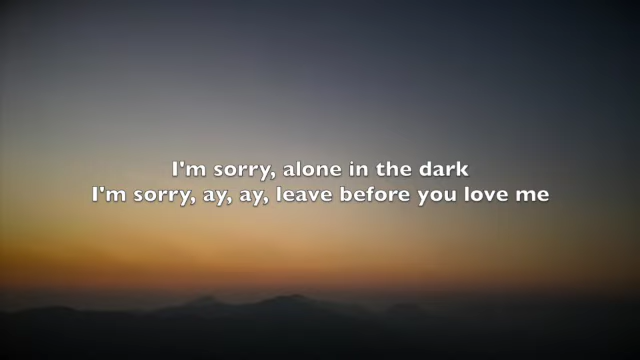 I'm sorry, alone in the dark
I'm sorry, ay, ay, leave before you love me